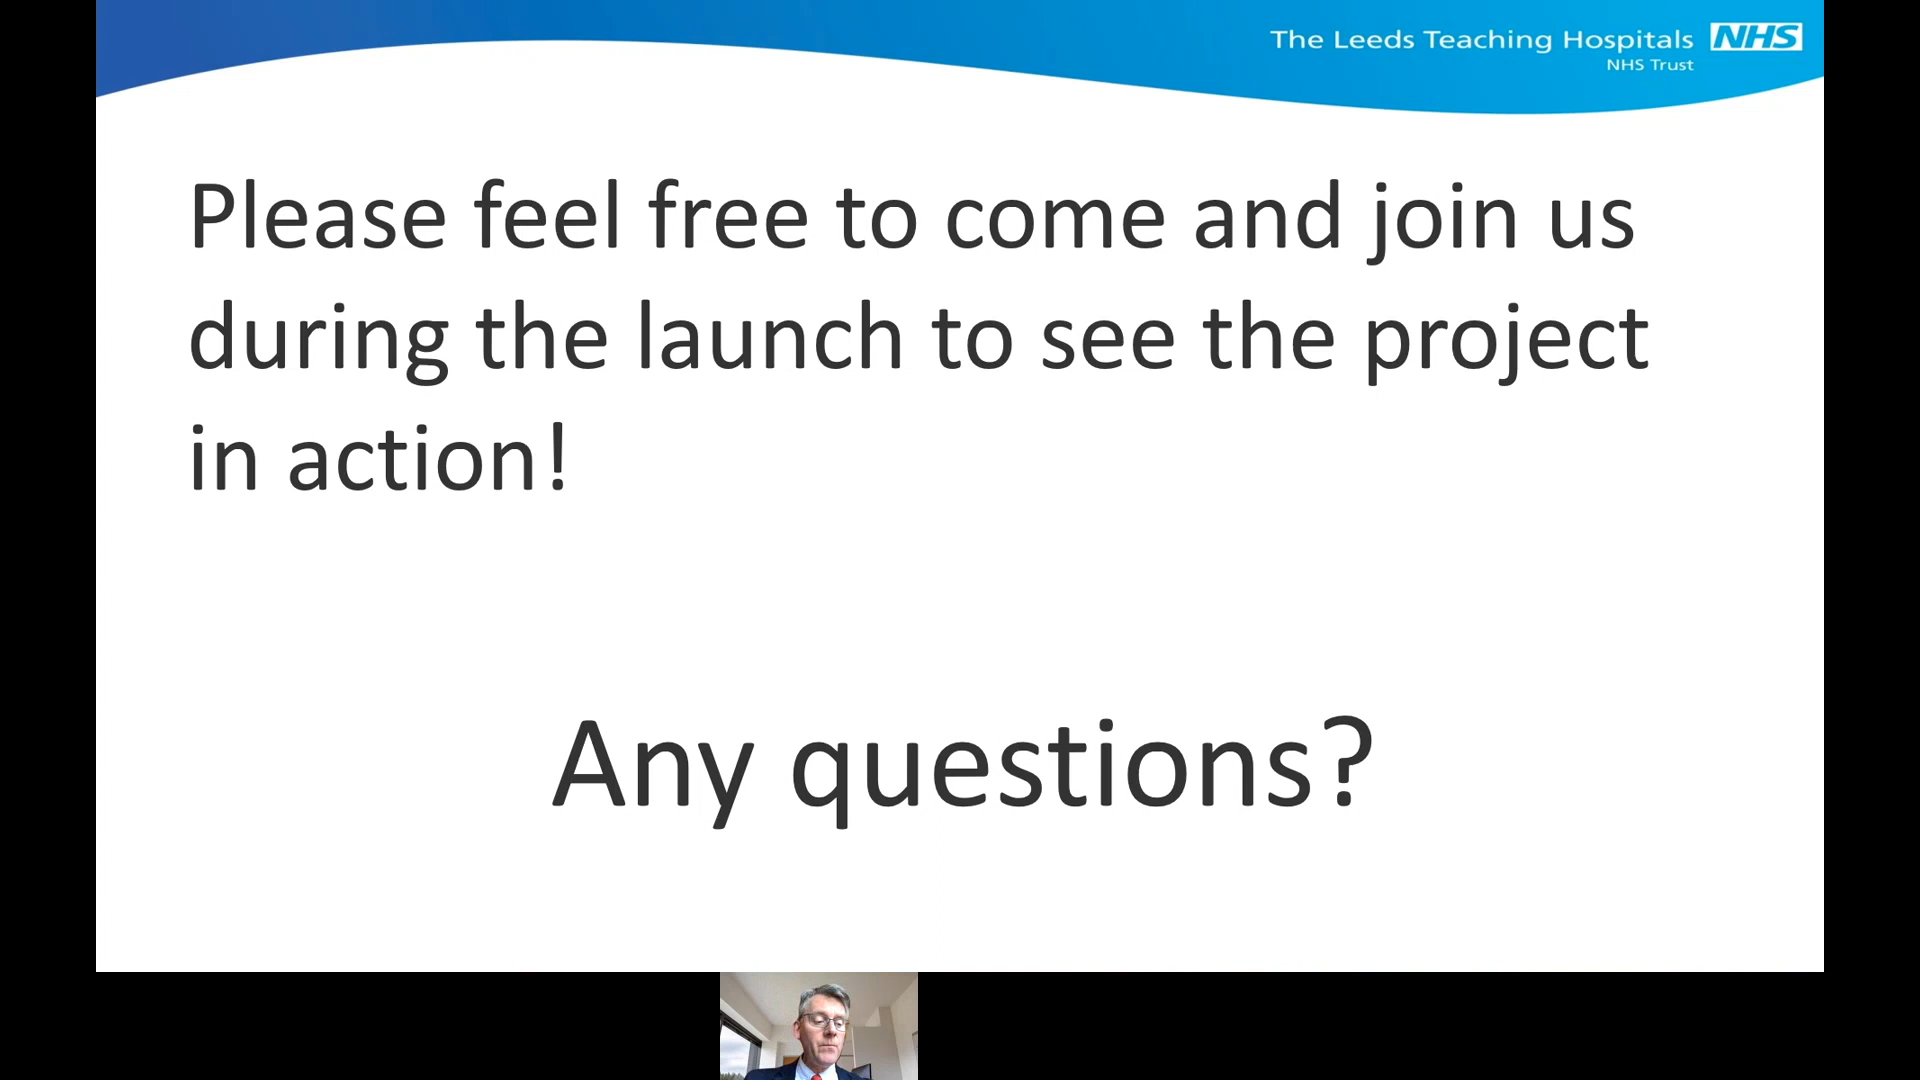 The Leeds Teaching Hospitals NHS
NHS Trust
Please feel free to come and join us
during the launch to see the project
in action!
Any questions?